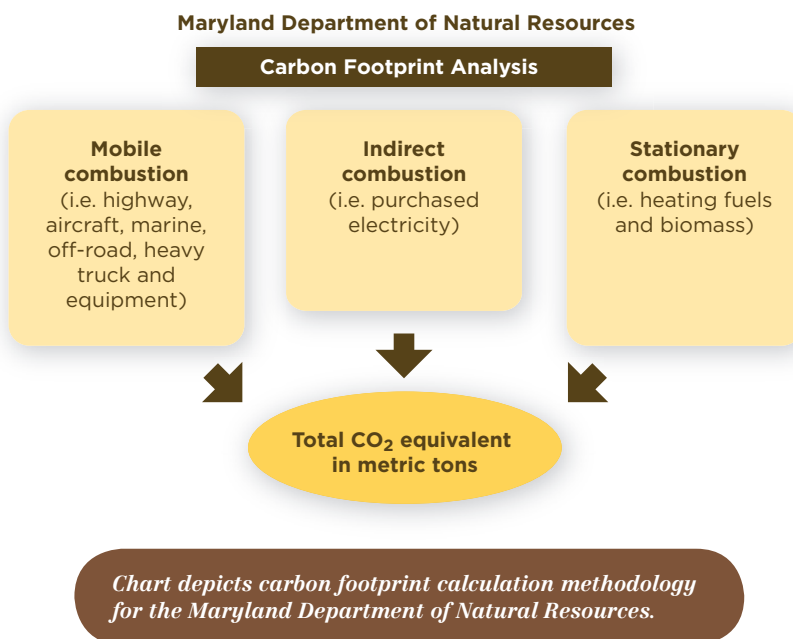 Maryland Department of Natural Resources
Carbon Footprint Analysis
Mobile
combustion
(i.e. highway,
aircraft, marine,
off-road, heavy
truck and
equipment)
Indirect
combustion
(i.e. purchased
electricity)
Stationary
combustion
(i.e. heating fuels
and biomass)
Total CO₂ equivalent
in metric tons
Chart depicts carbon footprint calculation methodology
for the Maryland Department of Natural Resources.